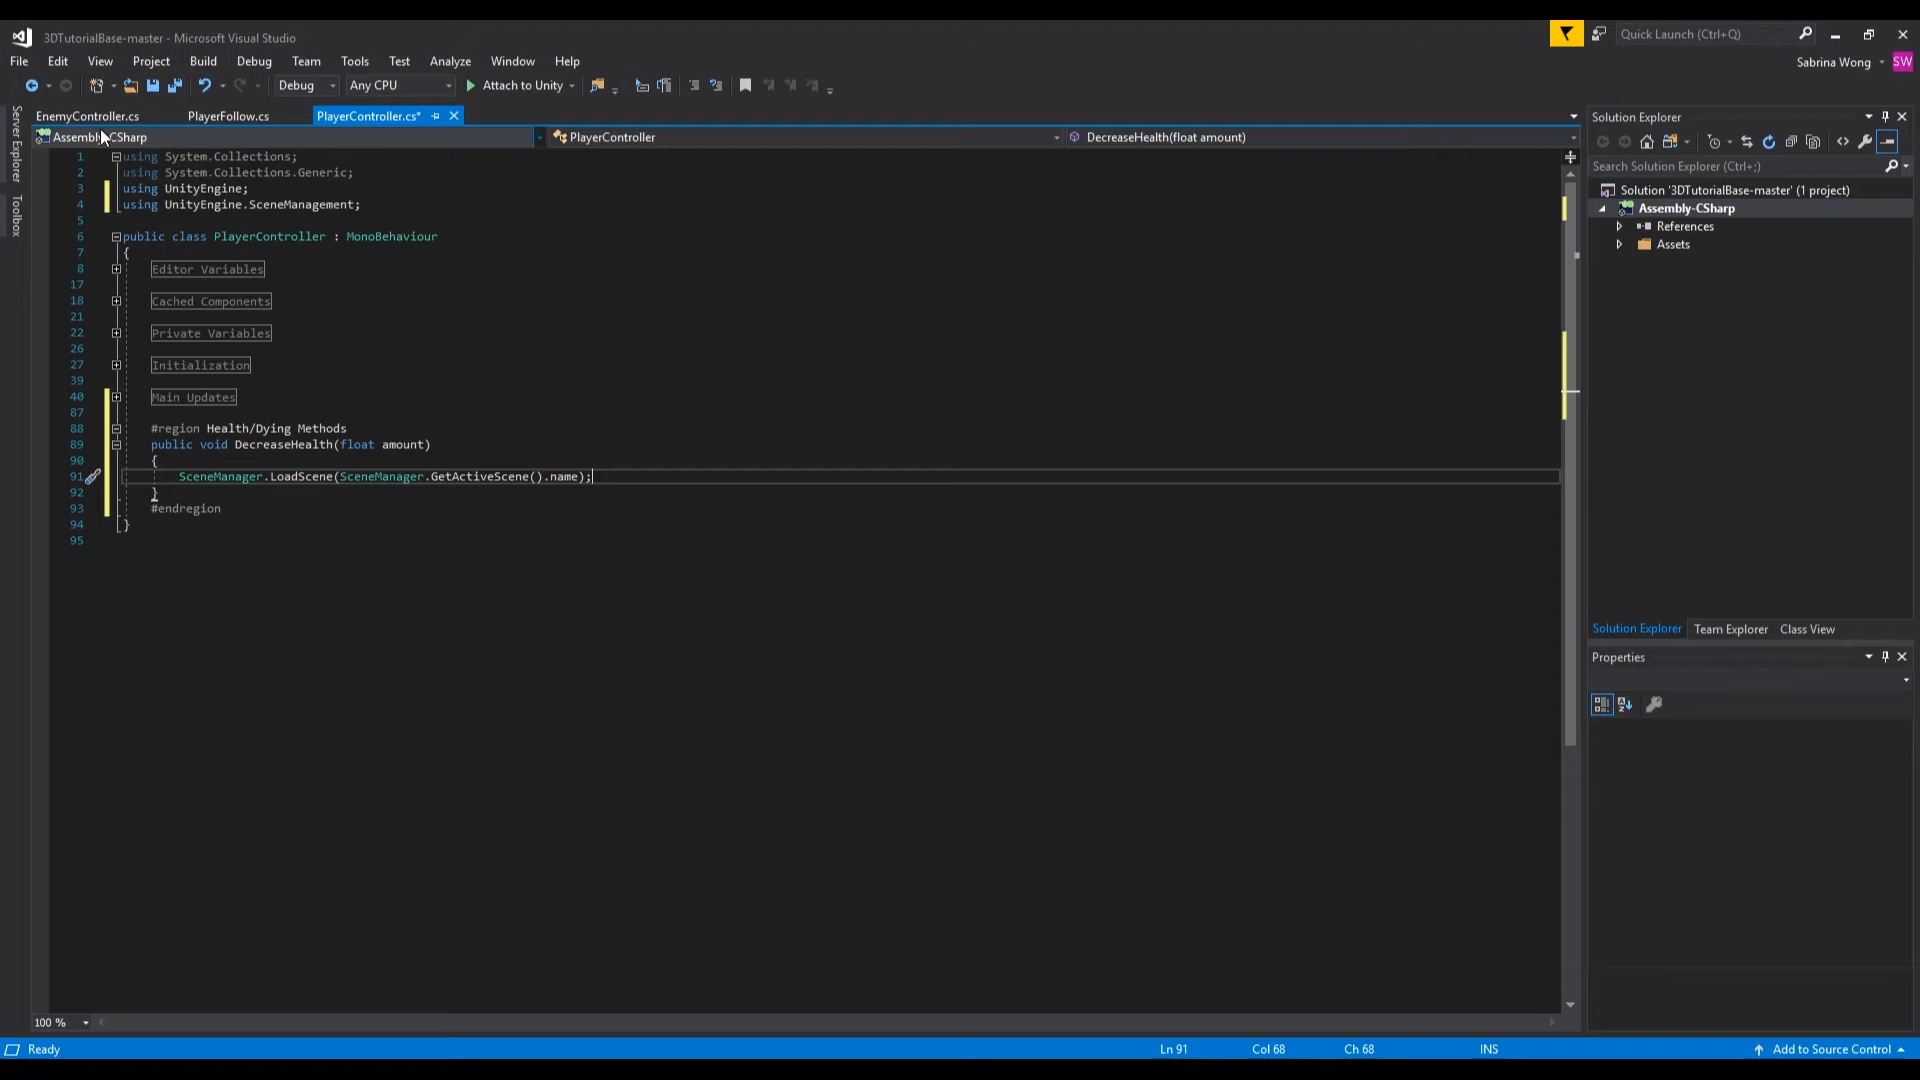 3DTutorialBase-master - Microsoft Visual Studio
Quick Launch (Ctrl+Q)
File Edit View Project Build Debug Team Tools Test Analyze Window Help
Sabrina Wong SW
Debug Any CPU Attach to Unity
EnemyController.cs PlayerFollow.cs PlayerController.cs*
Assembly-CSharp PlayerController DecreaseHealth(float amount)
Server Explorer
Toolbox
1 using System.Collections;
2 using System.Collections.Generic;
3 using UnityEngine;
4 using UnityEngine.SceneManagement;
5
6 public class PlayerController : MonoBehaviour
7 {
8 Editor Variables
17
18 Cached Components
21
22 Private Variables
26
27 Initialization
39
40 Main Updates
87
88 #region Health/Dying Methods
89 public void DecreaseHealth(float amount)
90 {
91 SceneManager.LoadScene(SceneManager.GetActiveScene().name);
92 }
93 #endregion
94 }
95
100 %
Solution Explorer
Search Solution Explorer (Ctrl+;)
Solution '3DTutorialBase-master' (1 project)
Assembly-CSharp
References
Assets
Solution Explorer Team Explorer Class View
Properties
Ready Ln 91 Col 68 Ch 68 INS Add to Source Control